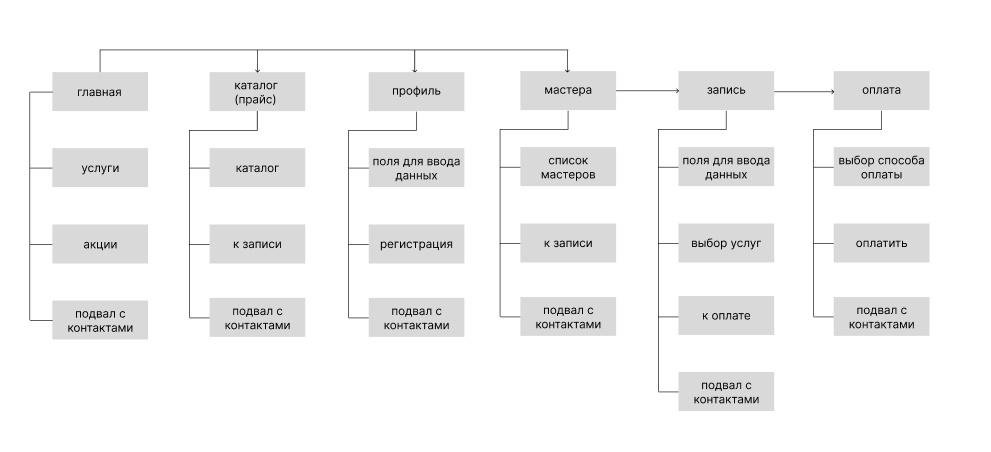 главная
услуги
акции
подвал с
контактами
каталог
(прайс)
каталог
к записи
подвал с
контактами
профиль
поля для ввода
данных
регистрация
подвал с
контактами
мастера
список
мастеров
к записи
подвал с
контактами
запись
поля для ввода
данных
выбор услуг
к оплате
подвал с
контактами
оплата
выбор способа
оплаты
оплатить
подвал с
контактами